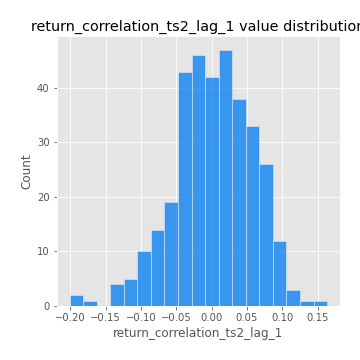 return_correlation_ts2_lag_1 value distribution
40
30
20
10
0
Count
−0.20 −0.15 −0.10 −0.05 0.00 0.05 0.10 0.15
return_correlation_ts2_lag_1